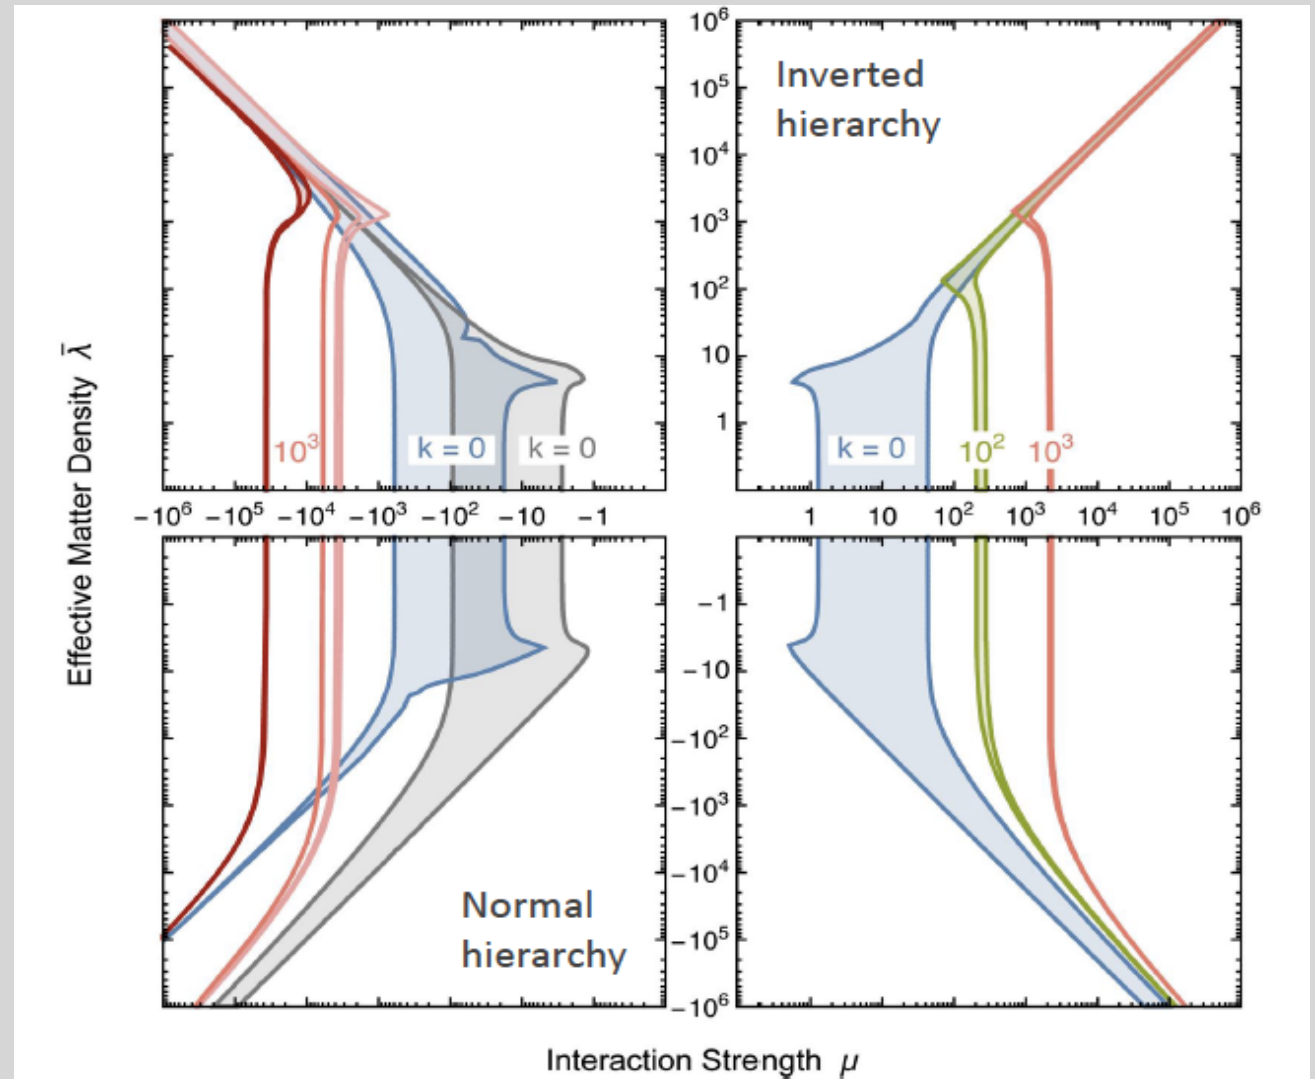 Inverted
hierarchy
10⁶
10⁵
10⁴
10³
10²
10
1
Effective Matter Density λ̄
10³
k = 0
k = 0
k = 0
10²
10³
−10⁶ −10⁵ −10⁴ −10³ −10² −10 −1
1 10 10² 10³ 10⁴ 10⁵ 10⁶
−1
−10
−10²
−10³
−10⁴
−10⁵
−10⁶
Normal
hierarchy
Interaction Strength μ